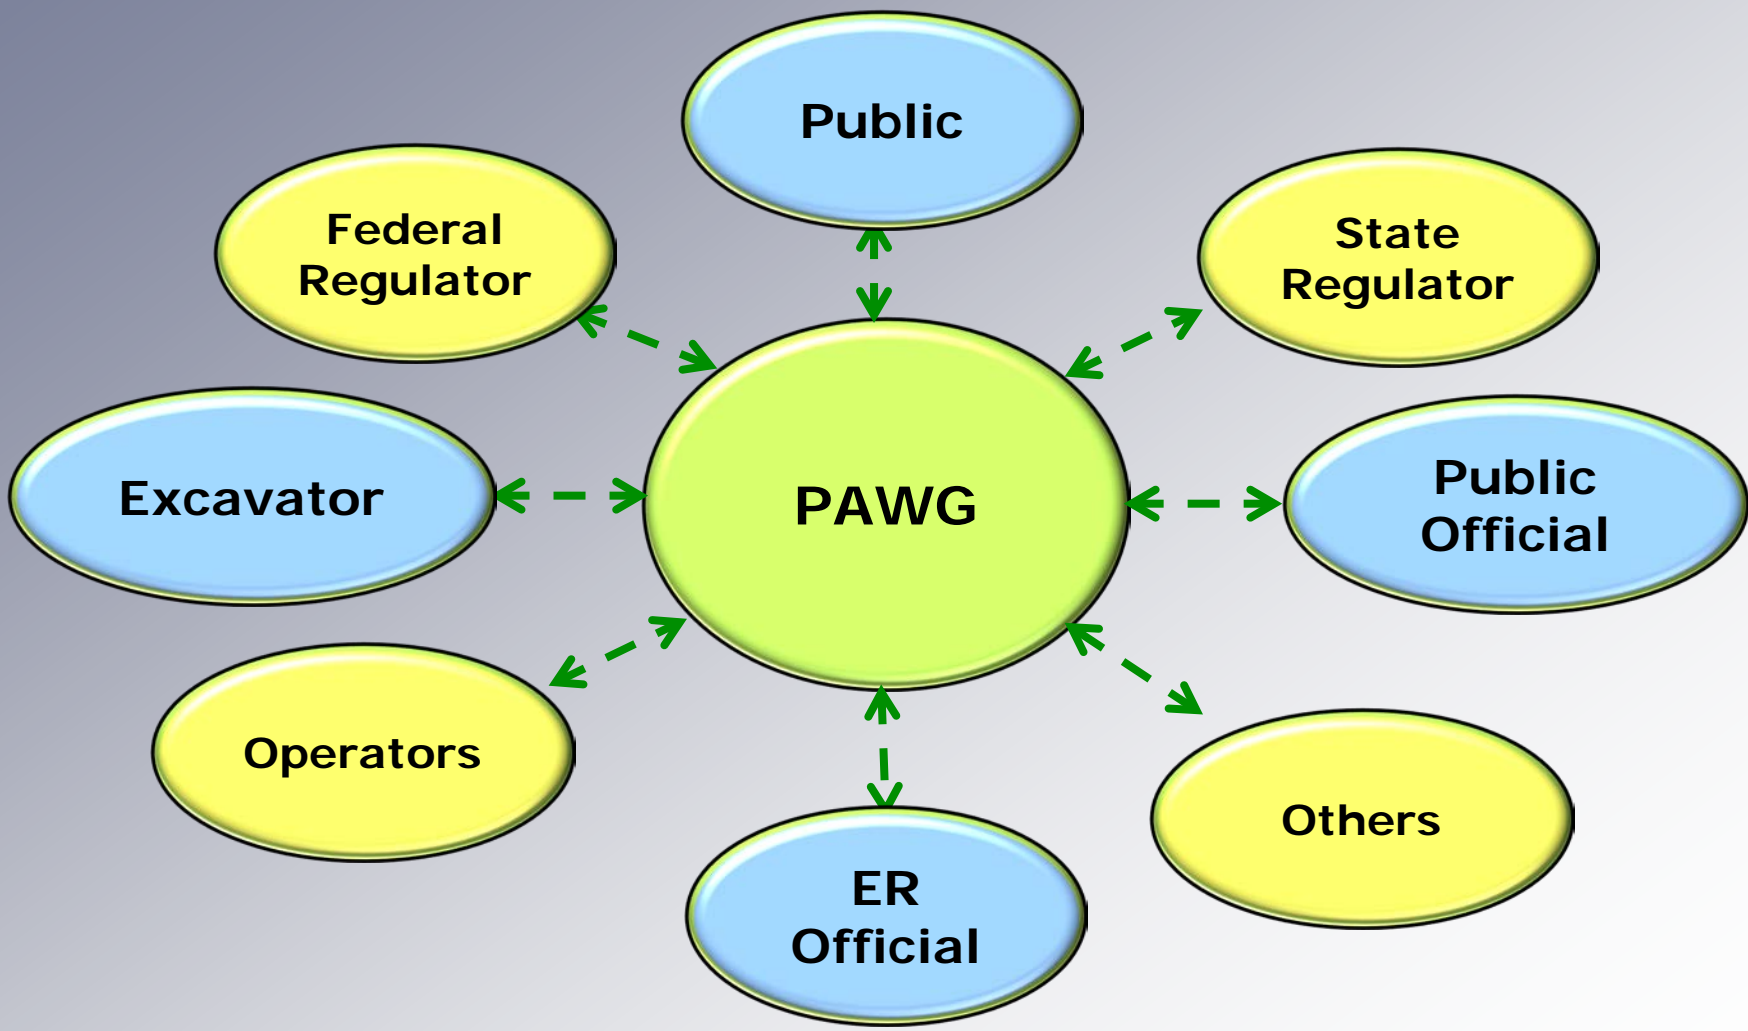 Public
Federal
Regulator
State
Regulator
Excavator
PAWG
Public
Official
Operators
Others
ER
Official